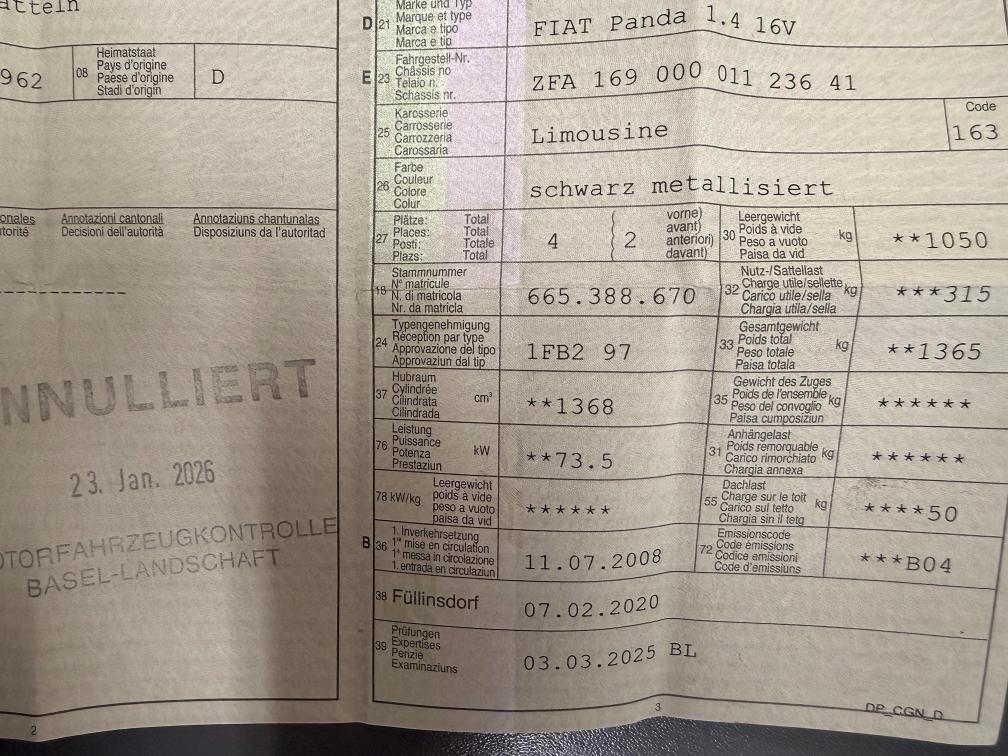 atteln
962
08
Heimatstaat
Pays d'origine
Paese d'origine
Stadi d'origin
D
onales
torité
Annotazioni cantonali
Decisioni dell'autorità
Annotaziuns chantunalas
Disposiziuns da l'autoritad
NNULLIERT
23. Jan. 2026
OTORFAHRZEUGKONTROLLE
BASEL-LANDSCHAFT
2
D 21
Marke und Typ
Marque et type
Marca e tipo
Marca e tip
FIAT Panda 1.4 16V
E 23
Fahrgestell-Nr.
Châssis no
Telaio n.
Schassis nr.
ZFA 169 000 011 236 41
25
Karosserie
Carrosserie
Carrozzeria
Carossaria
Limousine
Code
163
26
Farbe
Couleur
Colore
Colur
schwarz metallisiert
27
Plätze: Total
Places: Total
Posti: Totale
Plazs: Total
4
2
vorne)
avant)
anteriori)
davant)
30
Leergewicht
Poids à vide
Peso a vuoto
Paisa da vid
kg
**1050
18
Stammnummer
N° matricule
N. di matricola
Nr. da matricla
665.388.670
32
Nutz-/Sattellast
Charge utile/sellette
Carico utile/sella
Chargia utila/sella
kg
***315
24
Typengenehmigung
Réception par type
Approvazione del tipo
Approvaziun dal tip
1FB2 97
33
Gesamtgewicht
Poids total
Peso totale
Paisa totala
kg
**1365
37
Hubraum
Cylindrée
Cilindrata
Cilindrada
cm³
**1368
35
Gewicht des Zuges
Poids de l'ensemble
Peso del convoglio
Paisa cumposiziun
kg
******
76
Leistung
Puissance
Potenza
Prestaziun
kW
**73.5
31
Anhängelast
Poids remorquable
Carico rimorchiato
Chargia annexa
kg
******
78 kW/kg
Leergewicht
poids à vide
peso a vuoto
paisa da vid
******
55
Dachlast
Charge sur le toit
Carico sul tetto
Chargia sin il tetg
kg
****50
B 36
1. Inverkehrsetzung
1re mise en circulation
1a messa in circolazione
1. entrada en circulaziun
11.07.2008
72
Emissionscode
Code émissions
Codice emissioni
Code d'emissiuns
***B04
38 Füllinsdorf
07.02.2020
39
Prüfungen
Expertises
Perizie
Examinaziuns
03.03.2025 BL
3
DP_CGN_D